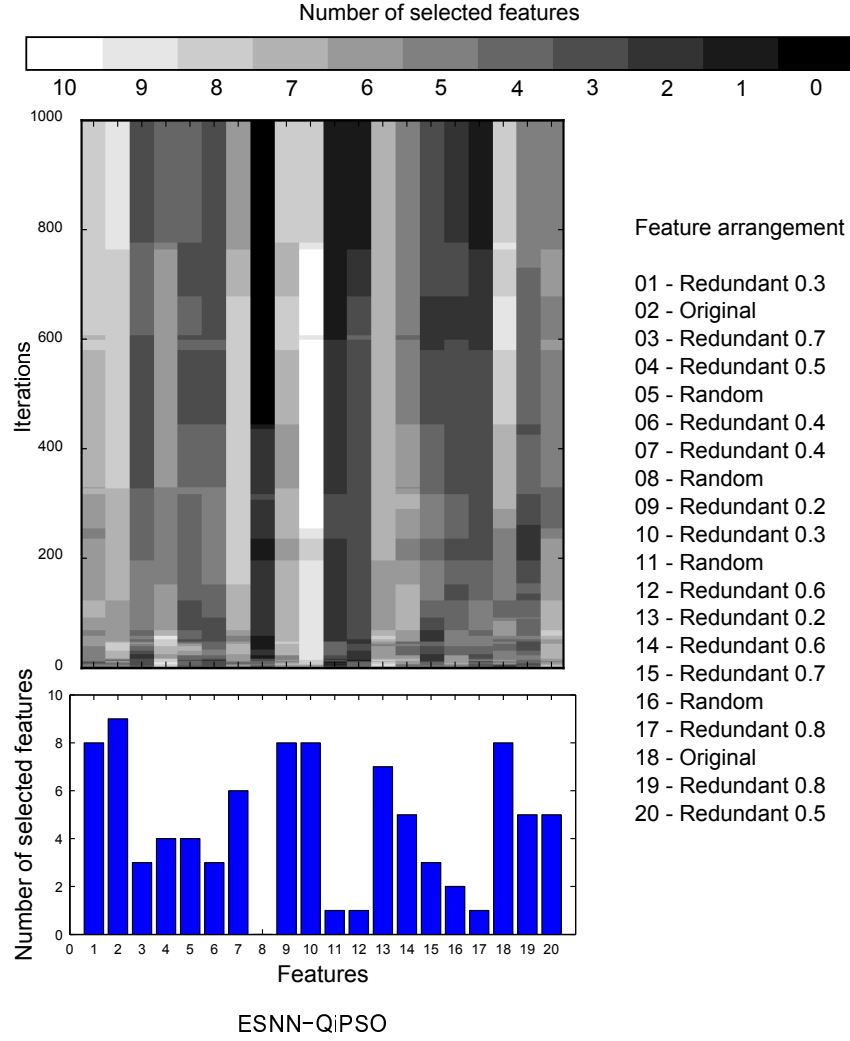 Number of selected features
10 9 8 7 6 5 4 3 2 1 0
1000
800
600
400
200
0
Iterations
Feature arrangement
01 - Redundant 0.3
02 - Original
03 - Redundant 0.7
04 - Redundant 0.5
05 - Random
06 - Redundant 0.4
07 - Redundant 0.4
08 - Random
09 - Redundant 0.2
10 - Redundant 0.3
11 - Random
12 - Redundant 0.6
13 - Redundant 0.2
14 - Redundant 0.6
15 - Redundant 0.7
16 - Random
17 - Redundant 0.8
18 - Original
19 - Redundant 0.8
20 - Redundant 0.5
Number of selected features
10
8
6
4
2
0
0 1 2 3 4 5 6 7 8 9 10 11 12 13 14 15 16 17 18 19 20
Features
ESNN-QiPSO